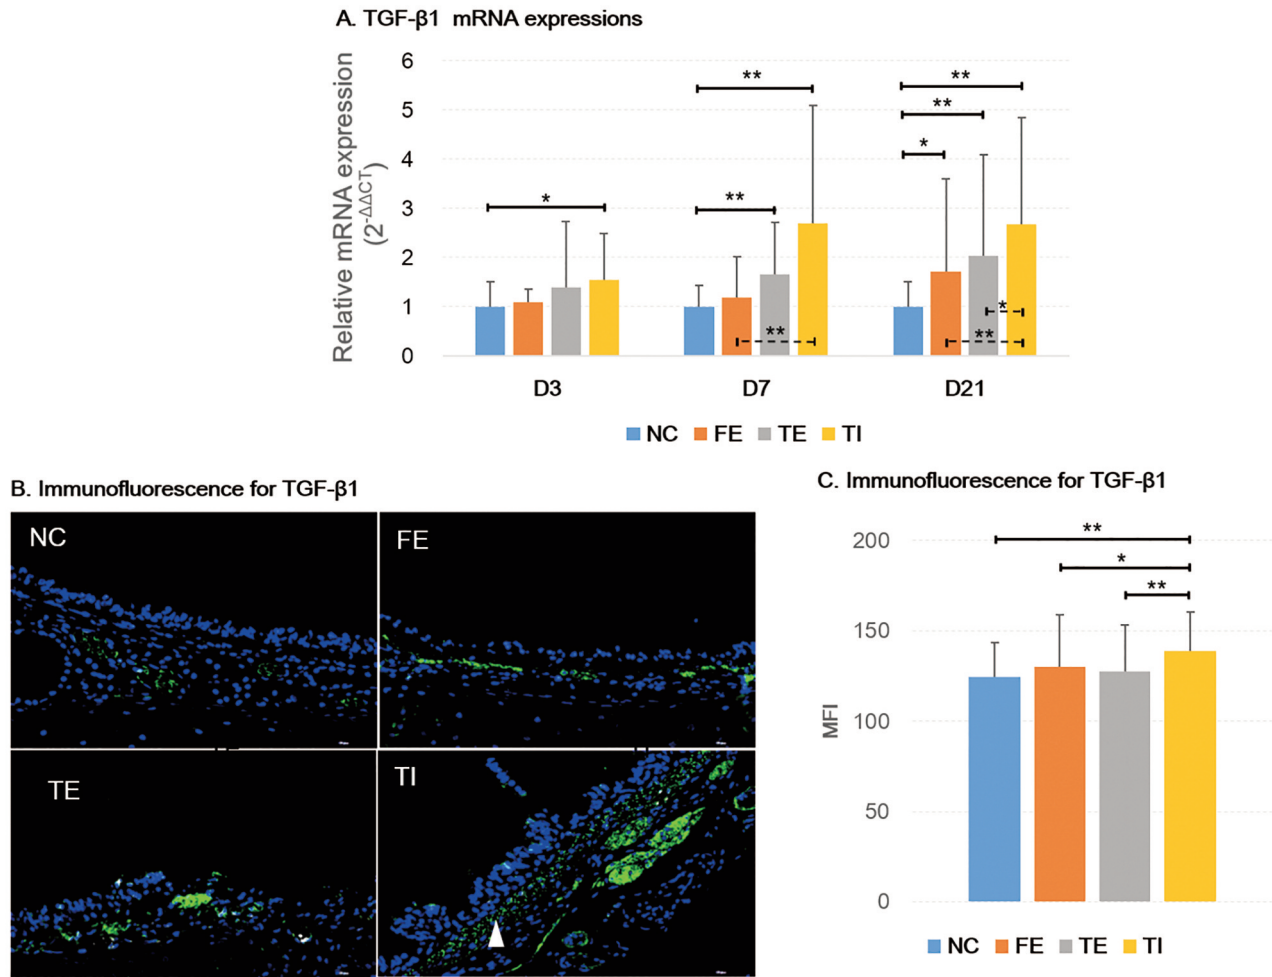 A. TGF-β1 mRNA expressions
Relative mRNA expression
(2^-ΔΔCT)
6
5
4
3
2
1
0
*
**
**
**
**
**
*
*
**
D3 D7 D21
NC FE TE TI
B. Immunofluorescence for TGF-β1
NC
FE
TE
TI
C. Immunofluorescence for TGF-β1
MFI
200
150
100
50
0
**
*
**
NC FE TE TI